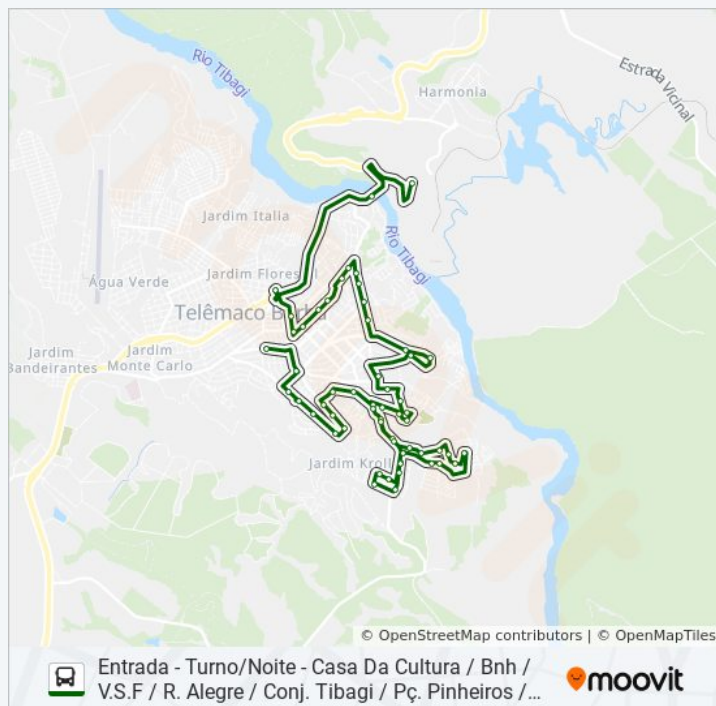 Rio Tibagi
Harmonia
Estrada Vicinal
Jardim Italia
Rio Tibagi
Água Verde
Jardim Florestal
Telêmaco Borba
Jardim
Bandeirantes
Jardim
Monte Carlo
Jardim Kroll
© OpenStreetMap contributors | © OpenMapTiles
Entrada - Turno/Noite - Casa Da Cultura / Bnh /
V.S.F / R. Alegre / Conj. Tibagi / Pç. Pinheiros /…
moovit